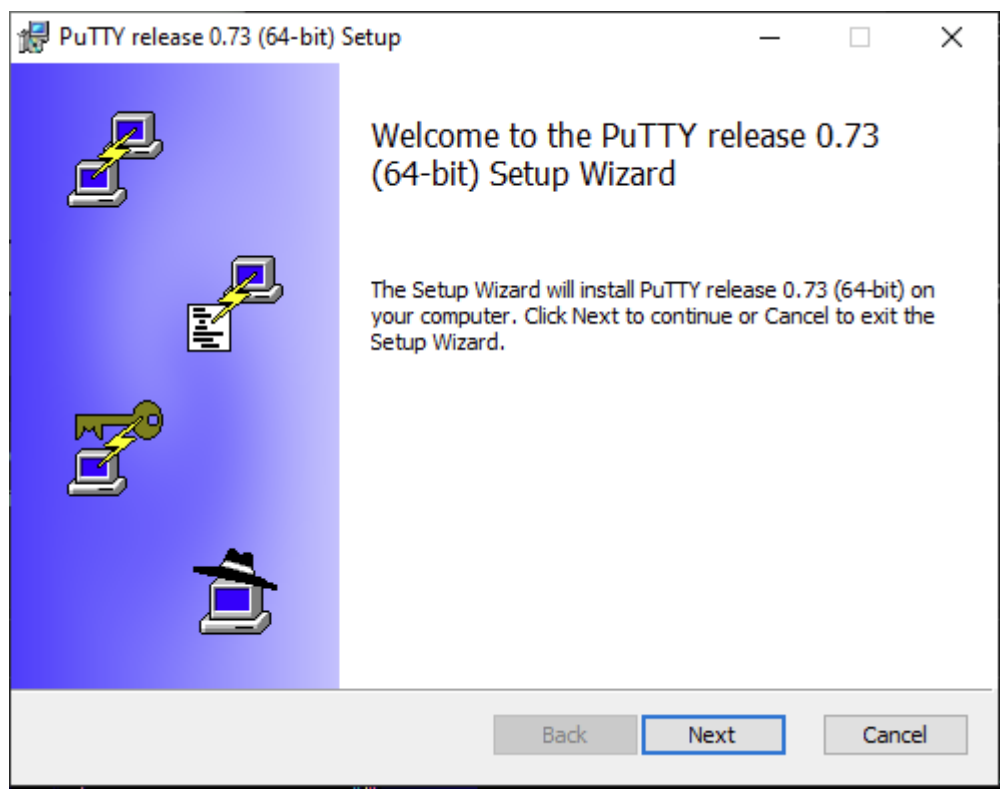 PuTTY release 0.73 (64-bit) Setup
Welcome to the PuTTY release 0.73
(64-bit) Setup Wizard
The Setup Wizard will install PuTTY release 0.73 (64-bit) on
your computer. Click Next to continue or Cancel to exit the
Setup Wizard.
Back
Next
Cancel